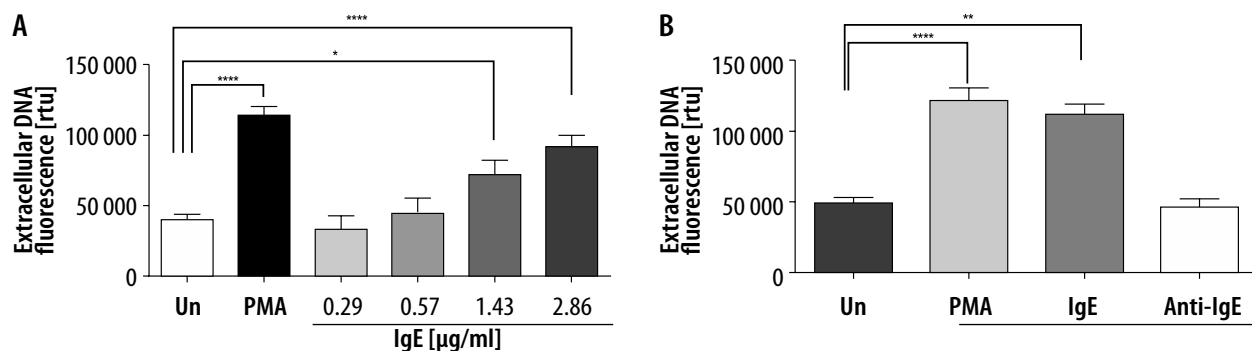 A
Extracellular DNA
fluorescence [rtu]
150 000
100 000
50 000
0
****
*
****
Un
PMA
0.29
0.57
1.43
2.86
IgE [µg/ml]
B
Extracellular DNA
fluorescence [rtu]
150 000
100 000
50 000
0
**
****
Un
PMA
IgE
Anti-IgE